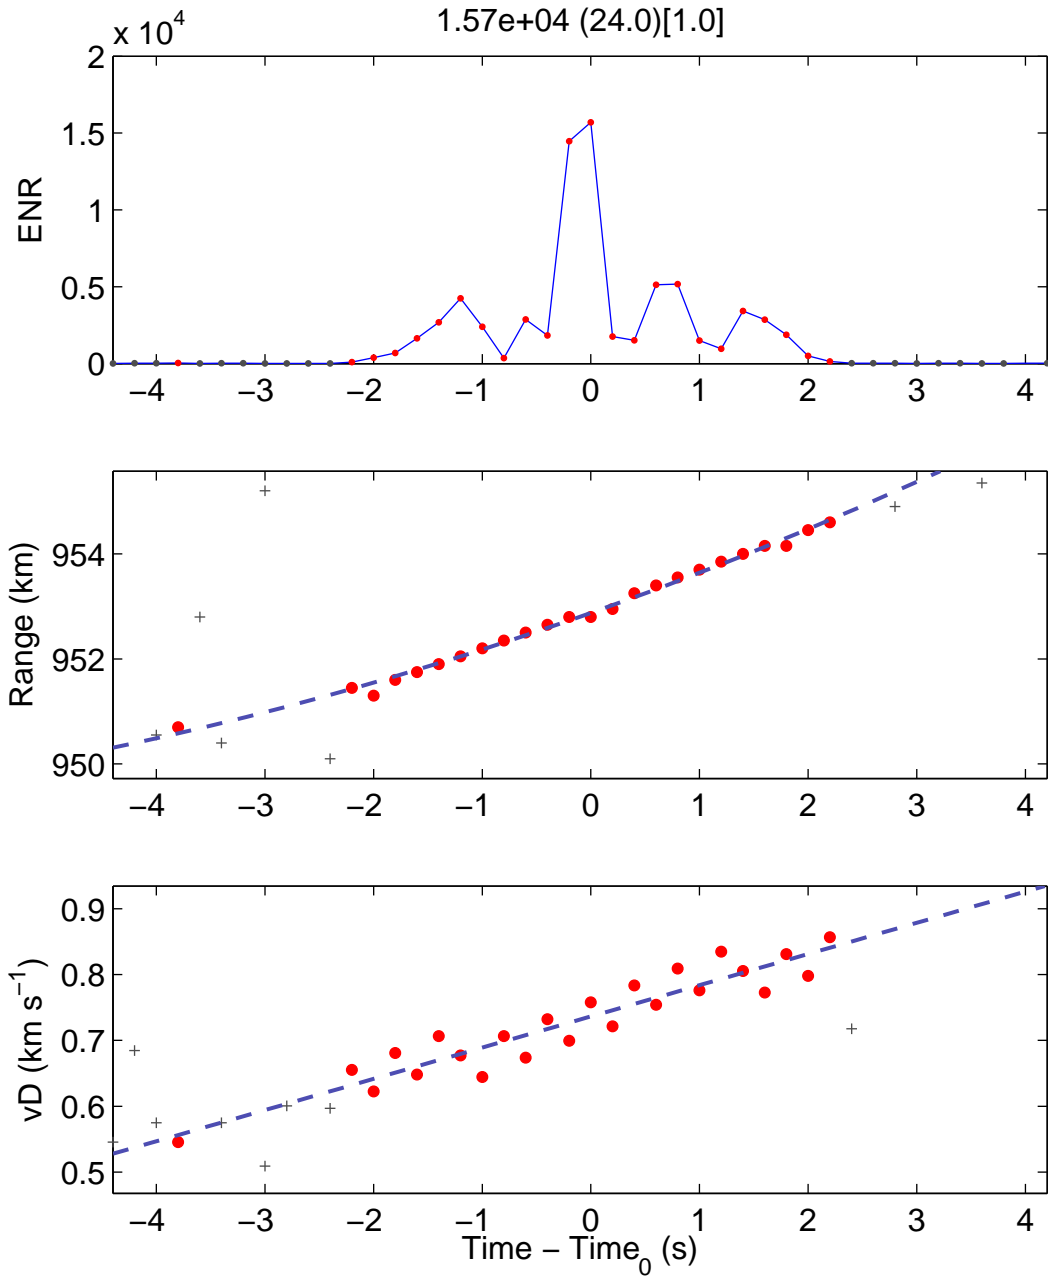 1.57e+04 (24.0)[1.0]
x 10^4
2
1.5
1
0.5
0
ENR
−4 −3 −2 −1 0 1 2 3 4
954
952
950
Range (km)
−4 −3 −2 −1 0 1 2 3 4
0.9
0.8
0.7
0.6
0.5
vD (km s^−1)
−4 −3 −2 −1 0 1 2 3 4
Time − Time_0 (s)